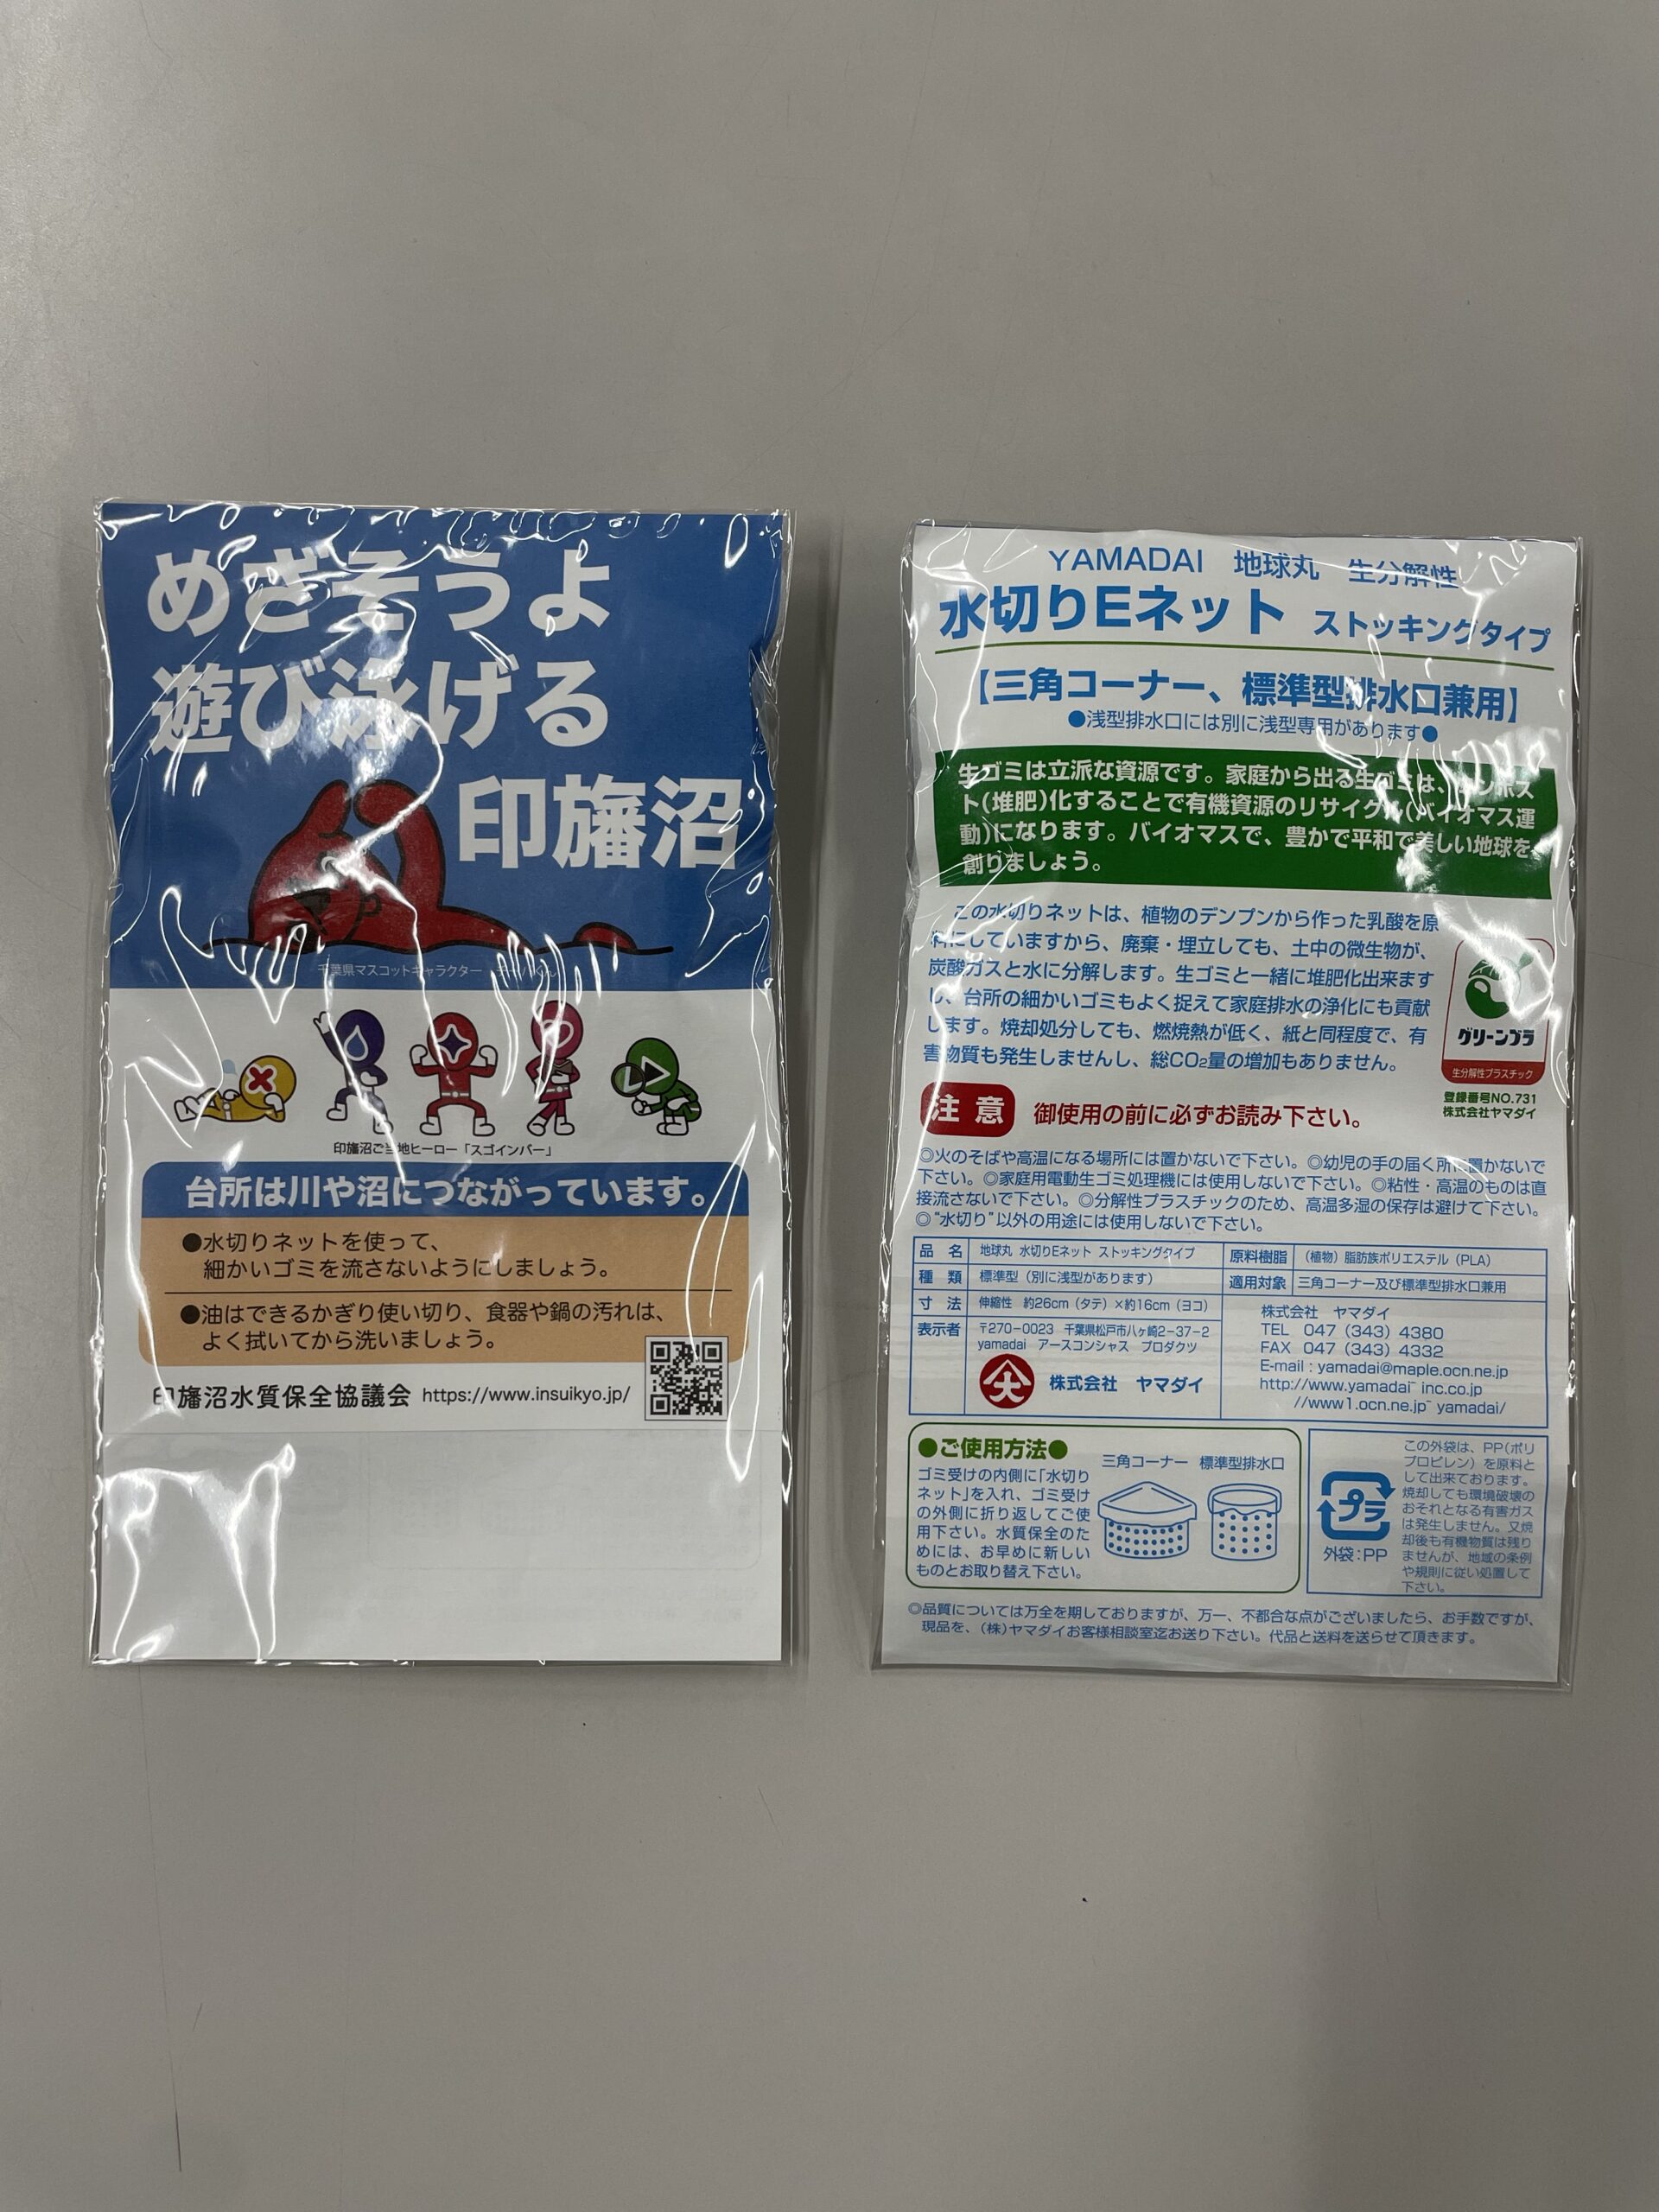 めざそうよ
遊び泳げる
印旛沼
千葉県マスコットキャラクター
印旛沼ご当地ヒーロー「スゴインバー」
台所は川や沼につながっています。
●水切りネットを使って、
細かいゴミを流さないようにしましょう。
●油はできるかぎり使い切り、食器や鍋の汚れは、
よく拭いてから洗いましょう。
印旛沼水質保全協議会 https://www.insuikyo.jp/
YAMADAI 地球丸 生分解性
水切りEネット ストッキングタイプ
【三角コーナー、標準型排水口兼用】
●浅型排水口には別に浅型専用があります●
生ゴミは立派な資源です。家庭から出る生ゴミは、コンポス
ト(堆肥)化することで有機資源のリサイクル(バイオマス運
動)になります。バイオマスで、豊かで平和で美しい地球を
創りましょう。
この水切りネットは、植物のデンプンから作った乳酸を原
料にしていますから、廃棄・埋立しても、土中の微生物が、
炭酸ガスと水に分解します。生ゴミと一緒に堆肥化出来ます
し、台所の細かいゴミもよく捉えて家庭排水の浄化にも貢献
します。焼却処分しても、燃焼熱が低く、紙と同程度で、有
害物質も発生しませんし、総CO₂量の増加もありません。
グリーンプラ
生分解性プラスチック
登録番号NO.731
株式会社ヤマダイ
注意 御使用の前に必ずお読み下さい。
◎火のそばや高温になる場所には置かないで下さい。◎幼児の手の届く所に置かないで
下さい。◎家庭用電動生ゴミ処理機には使用しないで下さい。◎粘性・高温のものは直
接流さないで下さい。◎分解性プラスチックのため、高温多湿の保存は避けて下さい。
◎“水切り”以外の用途には使用しないで下さい。
品名 地球丸 水切りEネット ストッキングタイプ 原料樹脂 (植物)脂肪族ポリエステル(PLA)
種類 標準型(別に浅型があります) 適用対象 三角コーナー及び標準型排水口兼用
寸法 伸縮性 約26cm(タテ)×約16cm(ヨコ)
表示者 〒270-0023 千葉県松戸市八ヶ崎2-37-2
yamadai アースコンシャス プロダクツ
株式会社 ヤマダイ
株式会社 ヤマダイ
TEL 047(343)4380
FAX 047(343)4332
E-mail : yamadai@maple.ocn.ne.jp
http://www.yamadai‾inc.co.jp
//www1.ocn.ne.jp‾yamadai/
●ご使用方法●
ゴミ受けの内側に「水切り
ネット」を入れ、ゴミ受け
の外側に折り返してご使
用下さい。水質保全のた
めには、お早めに新しい
ものとお取り替え下さい。
三角コーナー 標準型排水口
プラ
外袋：PP
この外袋は、PP(ポリ
プロピレン)を原料と
して出来ております。
焼却しても環境破壊の
おそれとなる有害ガス
は発生しません。又焼
却後も有機物質は残り
ませんが、地域の条例
や規則に従い処置して
下さい。
◎品質については万全を期しておりますが、万一、不都合な点がございましたら、お手数ですが、
現品を、(株)ヤマダイお客様相談室迄お送り下さい。代品と送料を送らせて頂きます。